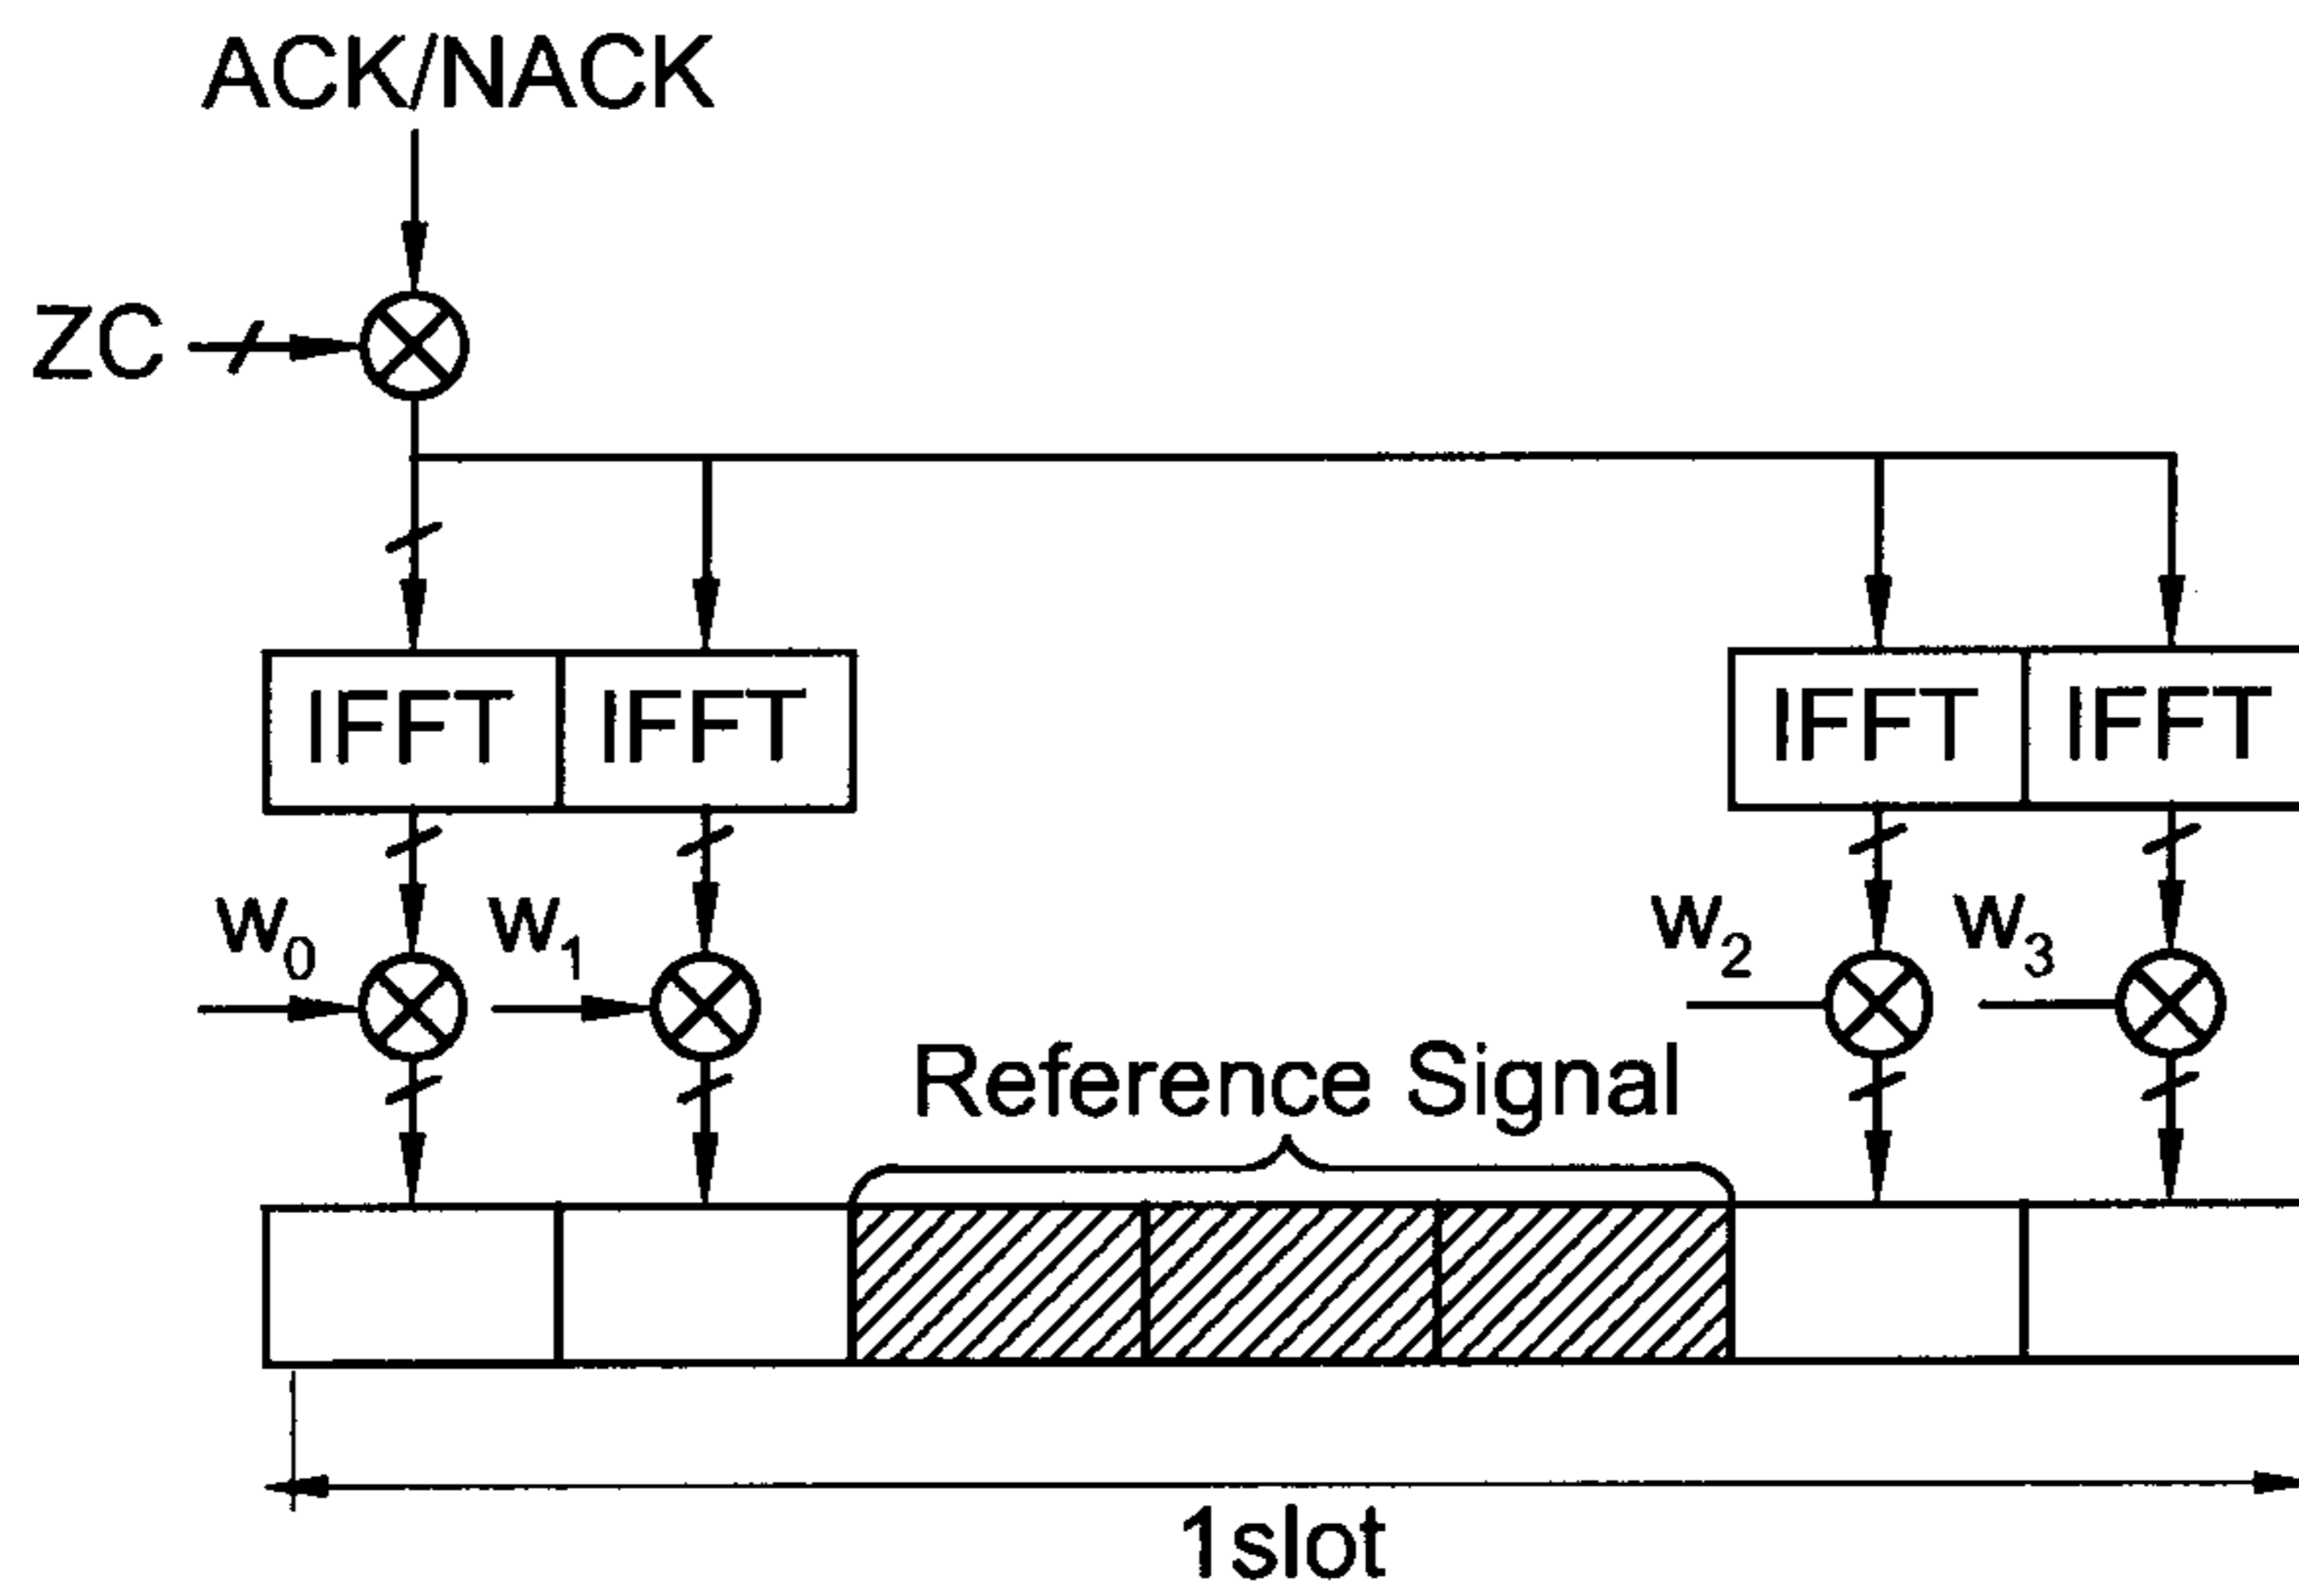 ACK/NACK
ZC
IFFT IFFT IFFT IFFT
w0 w1 w2 w3
Reference Signal
1slot